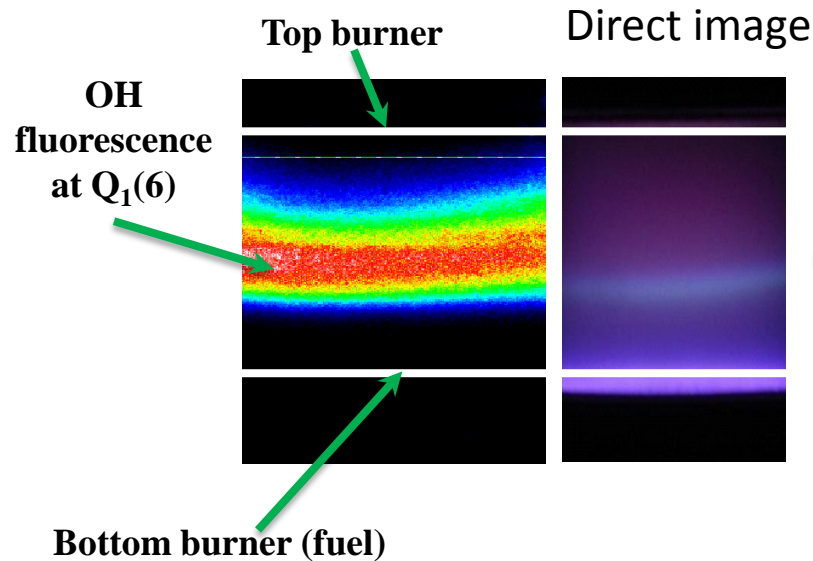 Top burner
Direct image
OH
fluorescence
at Q₁(6)
Bottom burner (fuel)